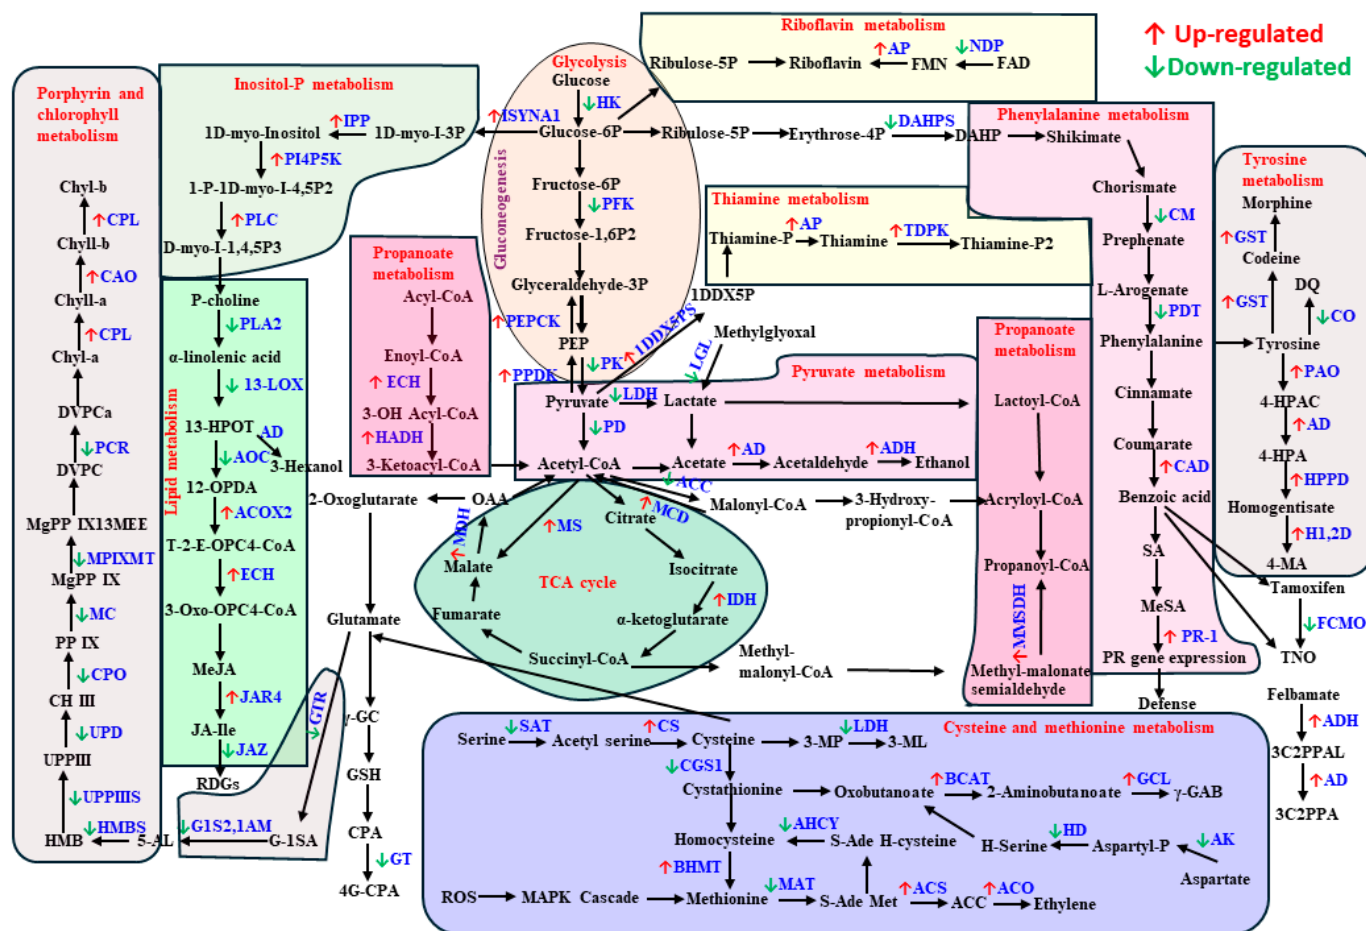 Riboflavin metabolism
↑ Up-regulated
↓Down-regulated
Ribulose-5P
Riboflavin
↑AP
FMN
↓NDP
FAD
Porphyrin and
chlorophyll
metabolism
Inositol-P metabolism
Glycolysis
Glucose
↓HK
Glucose-6P
Gluconeogenesis
↑ISYNA1
1D-myo-I-3P
↑IPP
1D-myo-Inositol
↑PI4P5K
1-P-1D-myo-I-4,5P2
↑PLC
D-myo-I-1,4,5P3
Ribulose-5P
Erythrose-4P
↓DAHPS
DAHP
Phenylalanine metabolism
Shikimate
Chorismate
↓CM
Prephenate
L-Arogenate
↓PDT
Phenylalanine
Cinnamate
Coumarate
↑CAD
Benzoic acid
SA
MeSA
↑ PR-1
PR gene expression
Defense
Tyrosine
metabolism
Morphine
↑GST
Codeine
↑GST
DQ
↓CO
Tyrosine
↑PAO
4-HPAC
↑AD
4-HPA
↑HPPD
Homogentisate
↑H1,2D
4-MA
Tamoxifen
↓FCMO
TNO
Felbamate
↑ADH
3C2PPAL
↑AD
3C2PPA
Fructose-6P
↓PFK
Fructose-1,6P2
Glyceraldehyde-3P
↑PEPCK
PEP
↑PPDK
↓PK
Pyruvate
Thiamine metabolism
Thiamine-P
↑AP
Thiamine
↑TDPK
Thiamine-P2
1DDX5P
↑1DDX5PS
Methylglyoxal
↓LGL
Pyruvate metabolism
↓LDH
Lactate
↓PD
Acetyl-CoA
Acetate
↑AD
Acetaldehyde
↑ADH
Ethanol
↓ACC
Malonyl-CoA
↑MCD
3-Hydroxy-
propionyl-CoA
Propanoate
metabolism
Lactoyl-CoA
Acryloyl-CoA
Propanoyl-CoA
↑MMSDH
Methyl-malonate
semialdehyde
Propanoate
metabolism
Acyl-CoA
Enoyl-CoA
↑ECH
3-OH Acyl-CoA
↑HADH
3-Ketoacyl-CoA
TCA cycle
OAA
↑MDH
↑MS
Malate
Fumarate
Succinyl-CoA
α-ketoglutarate
↑IDH
Isocitrate
Citrate
Methyl-
malonyl-CoA
2-Oxoglutarate
Glutamate
γ-GC
GSH
CPA
↓GT
4G-CPA
↓GTR
G-1SA
↓G1S2,1AM
5-AL
↓HMBS
HMB
↓UPPIIIS
UPPIII
↓UPD
CH III
↓CPO
PP IX
↓MC
MgPP IX
↓MPIXMT
MgPP IX13MEE
DVPC
↓PCR
DVPCa
Chyl-a
↑CPL
Chyll-a
↑CAO
Chyll-b
↑CPL
Chyl-b
Lipid metabolism
P-choline
↓PLA2
α-linolenic acid
↓13-LOX
13-HPOT
AD
3-Hexanol
↓AOC
12-OPDA
↑ACOX2
T-2-E-OPC4-CoA
↑ECH
3-Oxo-OPC4-CoA
MeJA
↑JAR4
JA-Ile
↓JAZ
RDGs
Cysteine and methionine metabolism
Serine
↓SAT
Acetyl serine
↑CS
Cysteine
3-MP
↓LDH
3-ML
↓CGS1
Cystathionine
Oxobutanoate
↑BCAT
2-Aminobutanoate
↑GCL
γ-GAB
Homocysteine
↓AHCY
S-Ade H-cysteine
H-Serine
↓HD
Aspartyl-P
↓AK
Aspartate
↑BHMT
ROS
MAPK Cascade
Methionine
↓MAT
S-Ade Met
↑ACS
ACC
↑ACO
Ethylene